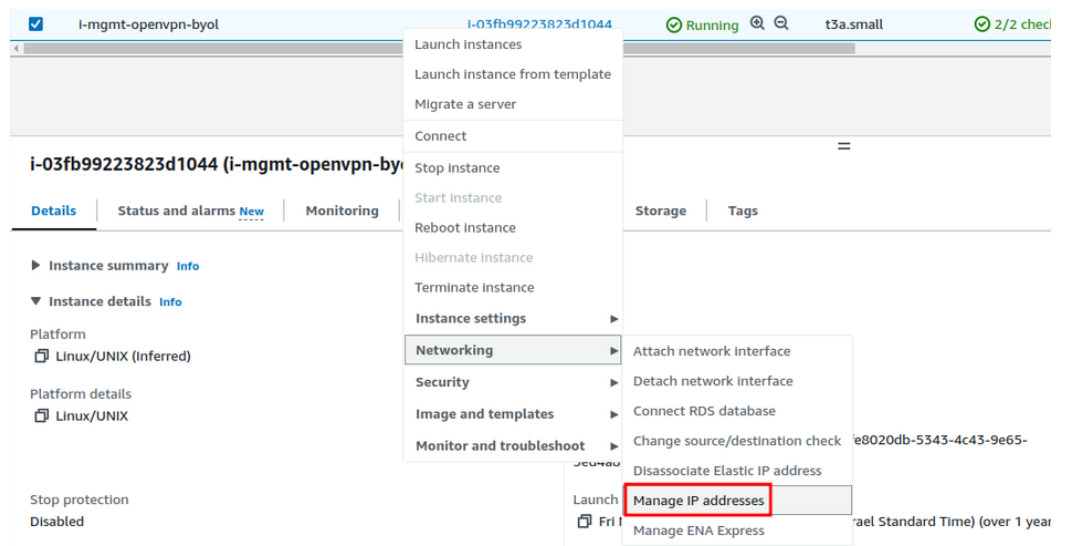 i-mgmt-openvpn-byol i-03fb99223823d1044 Running t3a.small 2/2 chec
Launch instances
Launch instance from template
Migrate a server
Connect
i-03fb99223823d1044 (i-mgmt-openvpn-by
Stop instance
Start instance
Details Status and alarms New Monitoring Storage Tags
Reboot instance
Hibernate instance
Instance summary Info
Terminate instance
Instance details Info
Instance settings
Platform
Linux/UNIX (Inferred)
Networking
Attach network interface
Security
Detach network interface
Platform details
Linux/UNIX
Image and templates
Connect RDS database
Monitor and troubleshoot
Change source/destination check
fe8020db-5343-4c43-9e65-
Disassociate Elastic IP address
Stop protection
Disabled
Launch
Manage IP addresses
Fri
rael Standard Time) (over 1 year
Manage ENA Express